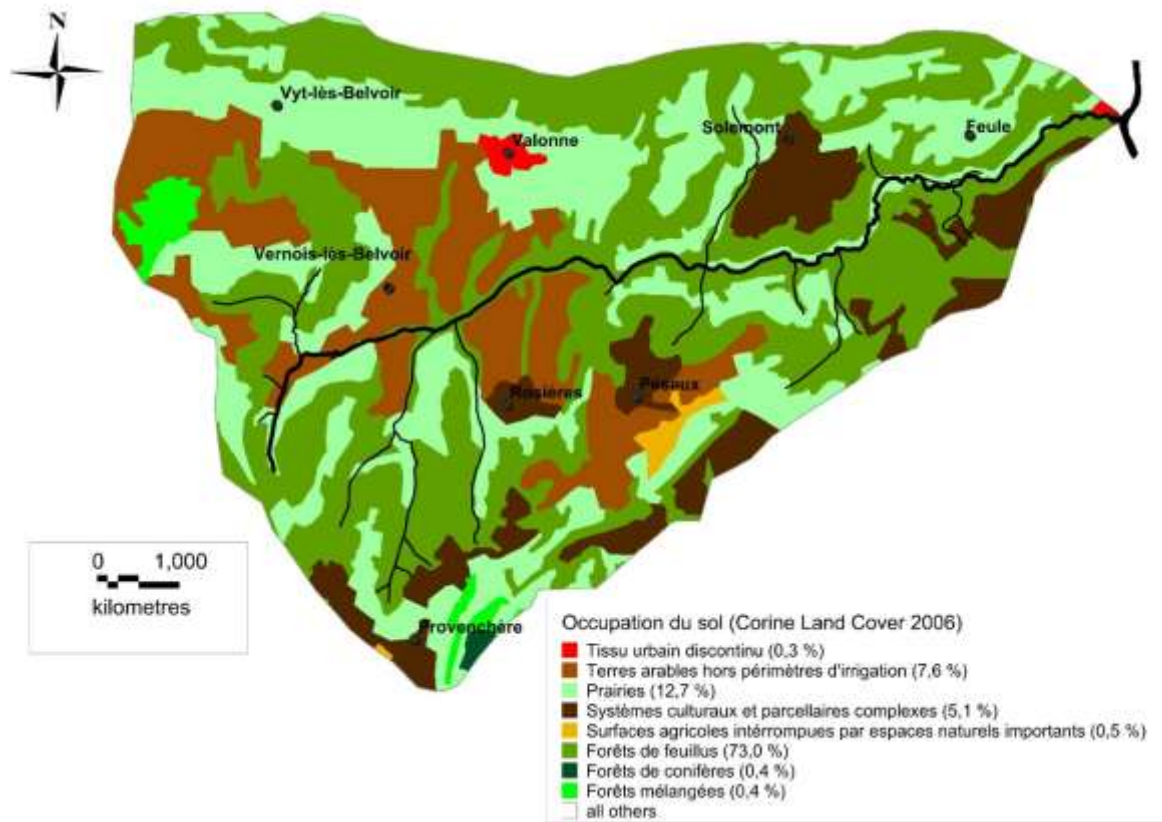 N
Vyt-lès-Belvoir
Valonne
Solemont
Feule
Vernois-lès-Belvoir
Rosières
Péseux
Provenchère
0 1,000
kilometres
Occupation du sol (Corine Land Cover 2006)
Tissu urbain discontinu (0,3 %)
Terres arables hors périmètres d'irrigation (7,6 %)
Prairies (12,7 %)
Systèmes culturaux et parcellaires complexes (5,1 %)
Surfaces agricoles intérrompues par espaces naturels importants (0,5 %)
Forêts de feuillus (73,0 %)
Forêts de conifères (0,4 %)
Forêts mélangées (0,4 %)
all others